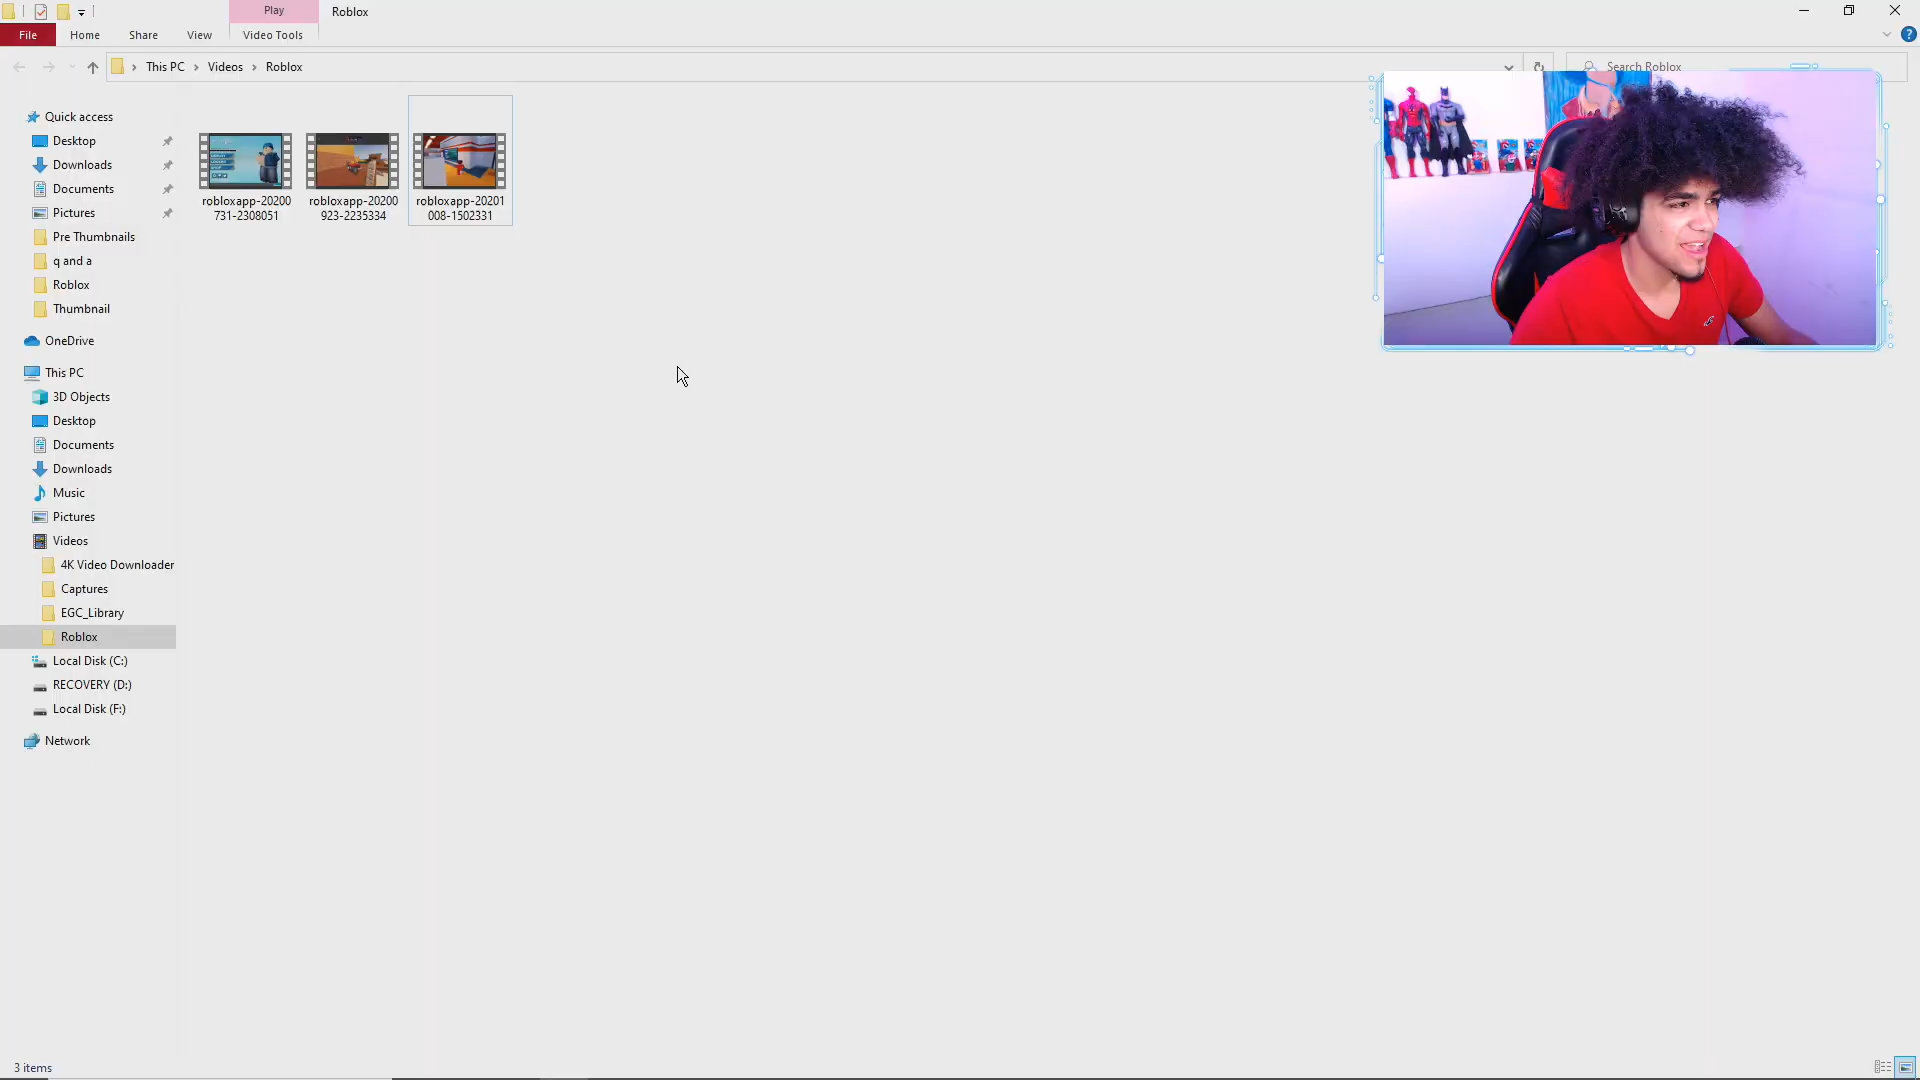 Play
Roblox
File
Home
Share
View
Video Tools
This PC
Videos
Roblox
Search Roblox
Quick access
Desktop
Downloads
Documents
Pictures
Pre Thumbnails
q and a
Roblox
Thumbnail
OneDrive
This PC
3D Objects
Desktop
Documents
Downloads
Music
Pictures
Videos
4K Video Downloader
Captures
EGC_Library
Roblox
Local Disk (C:)
RECOVERY (D:)
Local Disk (F:)
Network
robloxapp-20200
731-2308051
robloxapp-20200
923-2235334
robloxapp-20201
008-1502331
3 items